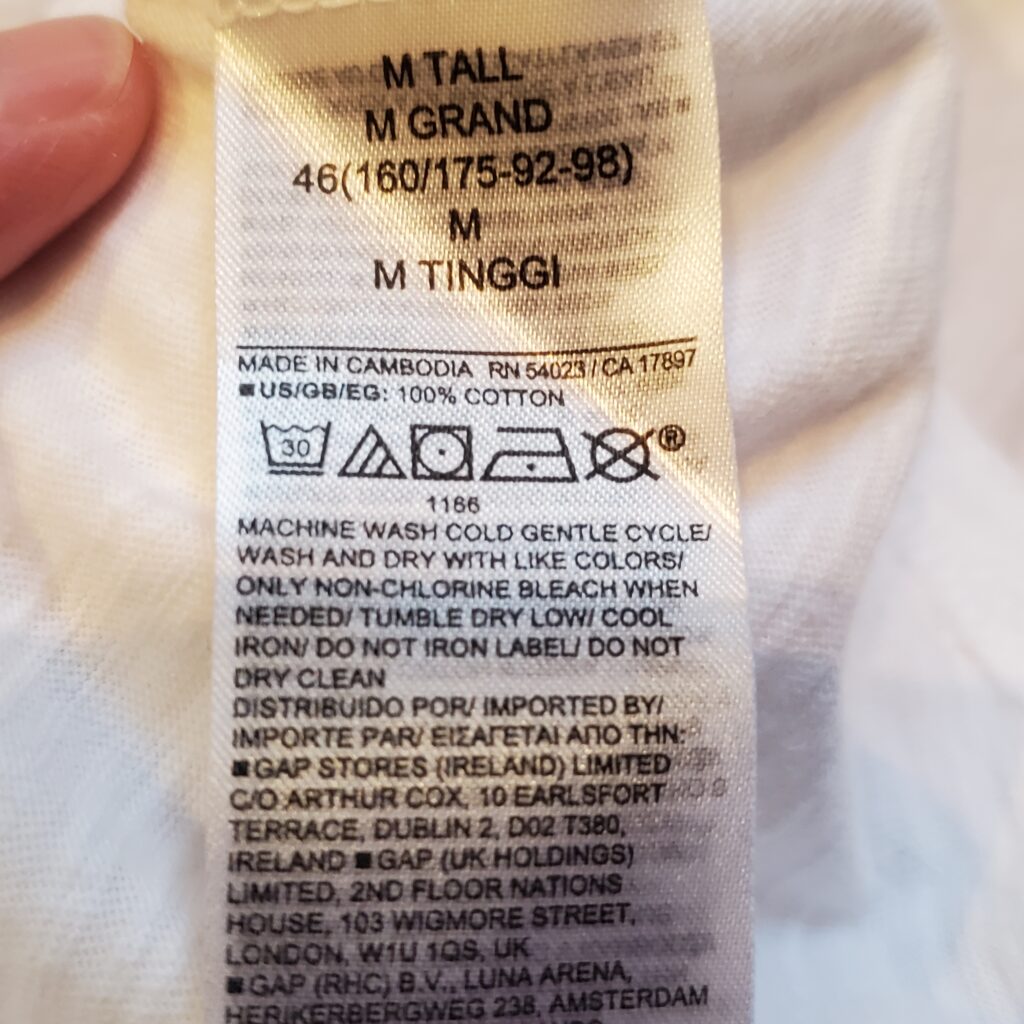 M TALL
M GRAND
46(160/175-92-98)
M
M TINGGI
MADE IN CAMBODIA RN 54023 / CA 17897
■US/GB/EG: 100% COTTON
30 ®
1166
MACHINE WASH COLD GENTLE CYCLE/
WASH AND DRY WITH LIKE COLORS/
ONLY NON-CHLORINE BLEACH WHEN
NEEDED/ TUMBLE DRY LOW/ COOL
IRON/ DO NOT IRON LABEL/ DO NOT
DRY CLEAN
DISTRIBUIDO POR/ IMPORTED BY/
IMPORTE PAR/ ΕΙΣΑΓΕΤΑΙ ΑΠΟ ΤΗΝ:
■GAP STORES (IRELAND) LIMITED
C/O ARTHUR COX, 10 EARLSFORT
TERRACE, DUBLIN 2, D02 T380,
IRELAND ■GAP (UK HOLDINGS)
LIMITED, 2ND FLOOR NATIONS
HOUSE, 103 WIGMORE STREET,
LONDON, W1U 1QS, UK
■GAP (RHC) B.V., LUNA ARENA,
HERIKERBERGWEG 238, AMSTERDAM